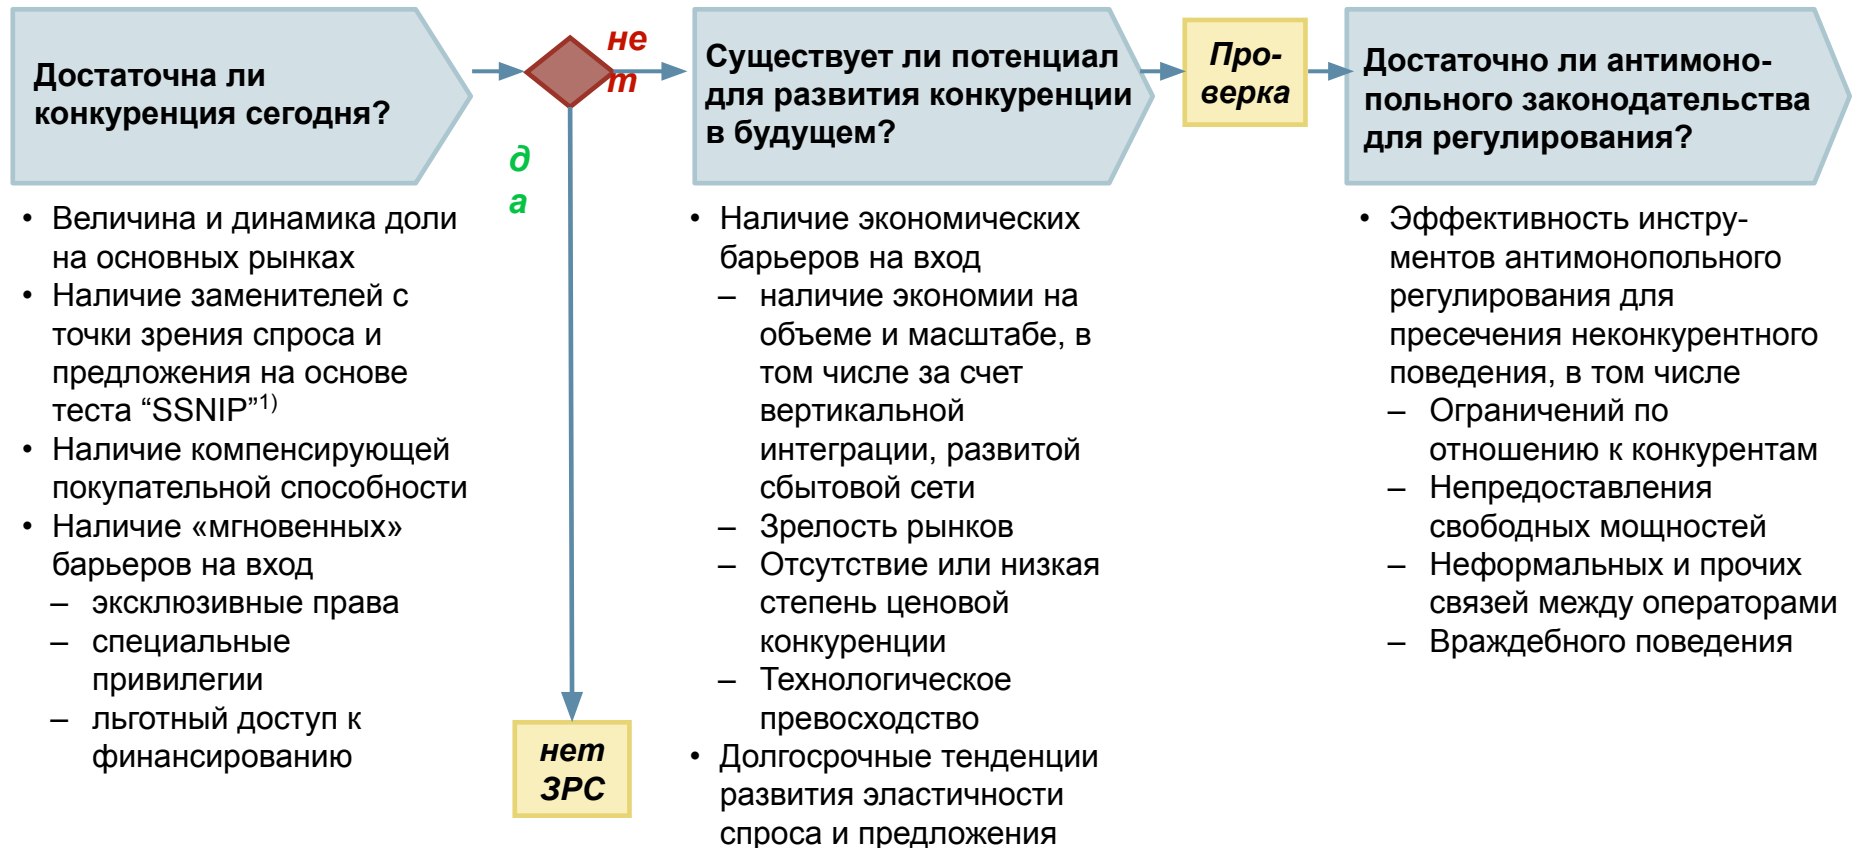 Достаточна ли
конкуренция сегодня?
не
т
д
а
нет
ЗРС
• Величина и динамика доли
на основных рынках
• Наличие заменителей с
точки зрения спроса и
предложения на основе
теста “SSNIP”1)
• Наличие компенсирующей
покупательной способности
• Наличие «мгновенных»
барьеров на вход
– эксклюзивные права
– специальные
привилегии
– льготный доступ к
финансированию
Существует ли потенциал
для развития конкуренции
в будущем?
• Наличие экономических
барьеров на вход
– наличие экономии на
объеме и масштабе, в
том числе за счет
вертикальной
интеграции, развитой
сбытовой сети
– Зрелость рынков
– Отсутствие или низкая
степень ценовой
конкуренции
– Технологическое
превосходство
• Долгосрочные тенденции
развития эластичности
спроса и предложения
Про-
верка
Достаточно ли антимоно-
польного законодательства
для регулирования?
• Эффективность инстру-
ментов антимонопольного
регулирования для
пресечения неконкурентного
поведения, в том числе
– Ограничений по
отношению к конкурентам
– Непредоставления
свободных мощностей
– Неформальных и прочих
связей между операторами
– Враждебного поведения